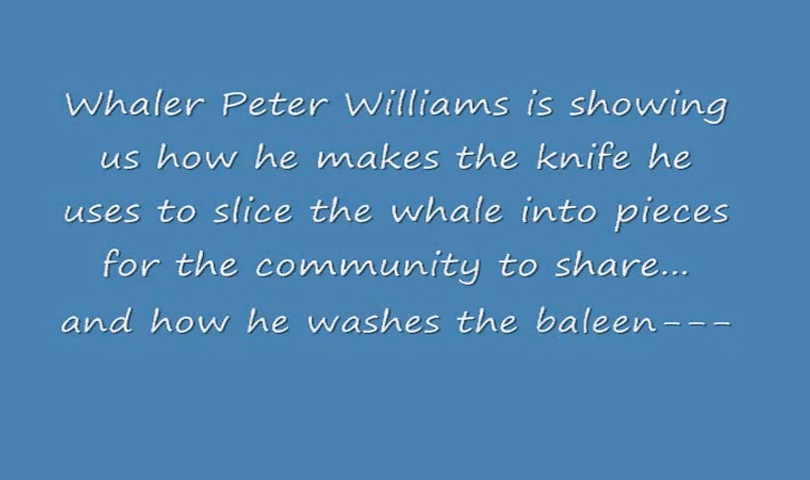 Whaler Peter Williams is showing
us how he makes the knife he
uses to slice the whale into pieces
for the community to share...
and how he washes the baleen---